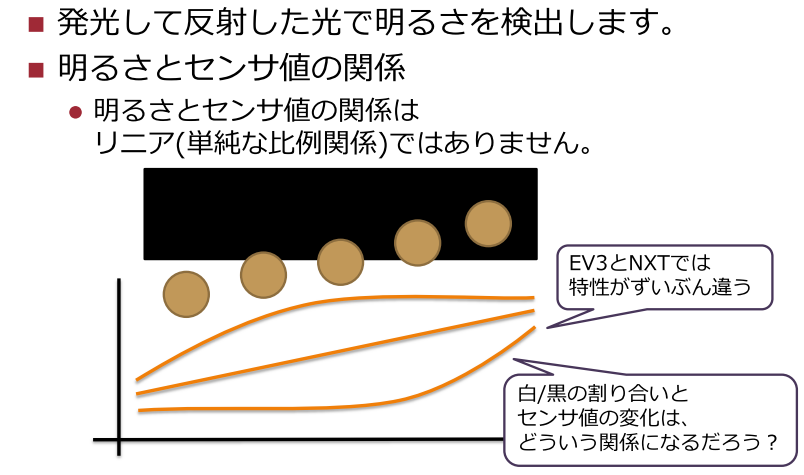 発光して反射した光で明るさを検出します。
明るさとセンサ値の関係
明るさとセンサ値の関係は
リニア(単純な比例関係)ではありません。
EV3とNXTでは
特性がずいぶん違う
白/黒の割り合いと
センサ値の変化は、
どういう関係になるだろう？